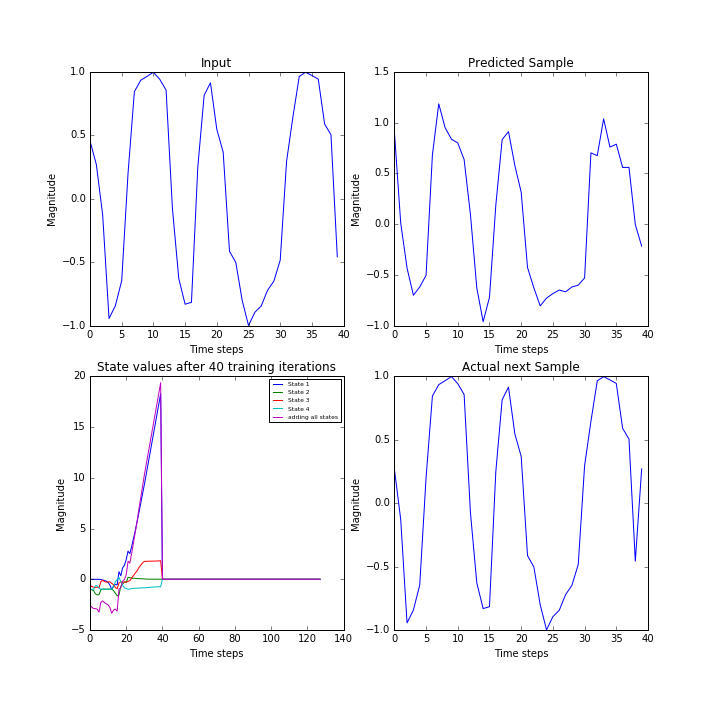 Input
1.0
0.5
0.0
−0.5
−1.0
Magnitude
0 5 10 15 20 25 30 35 40
Time steps
Predicted Sample
1.5
1.0
0.5
0.0
−0.5
−1.0
Magnitude
0 5 10 15 20 25 30 35 40
Time steps
State values after 40 training iterations
20
15
10
5
0
−5
Magnitude
State 1
State 2
State 3
State 4
adding all states
0 20 40 60 80 100 120 140
Time steps
Actual next Sample
1.0
0.5
0.0
−0.5
−1.0
Magnitude
0 5 10 15 20 25 30 35 40
Time steps